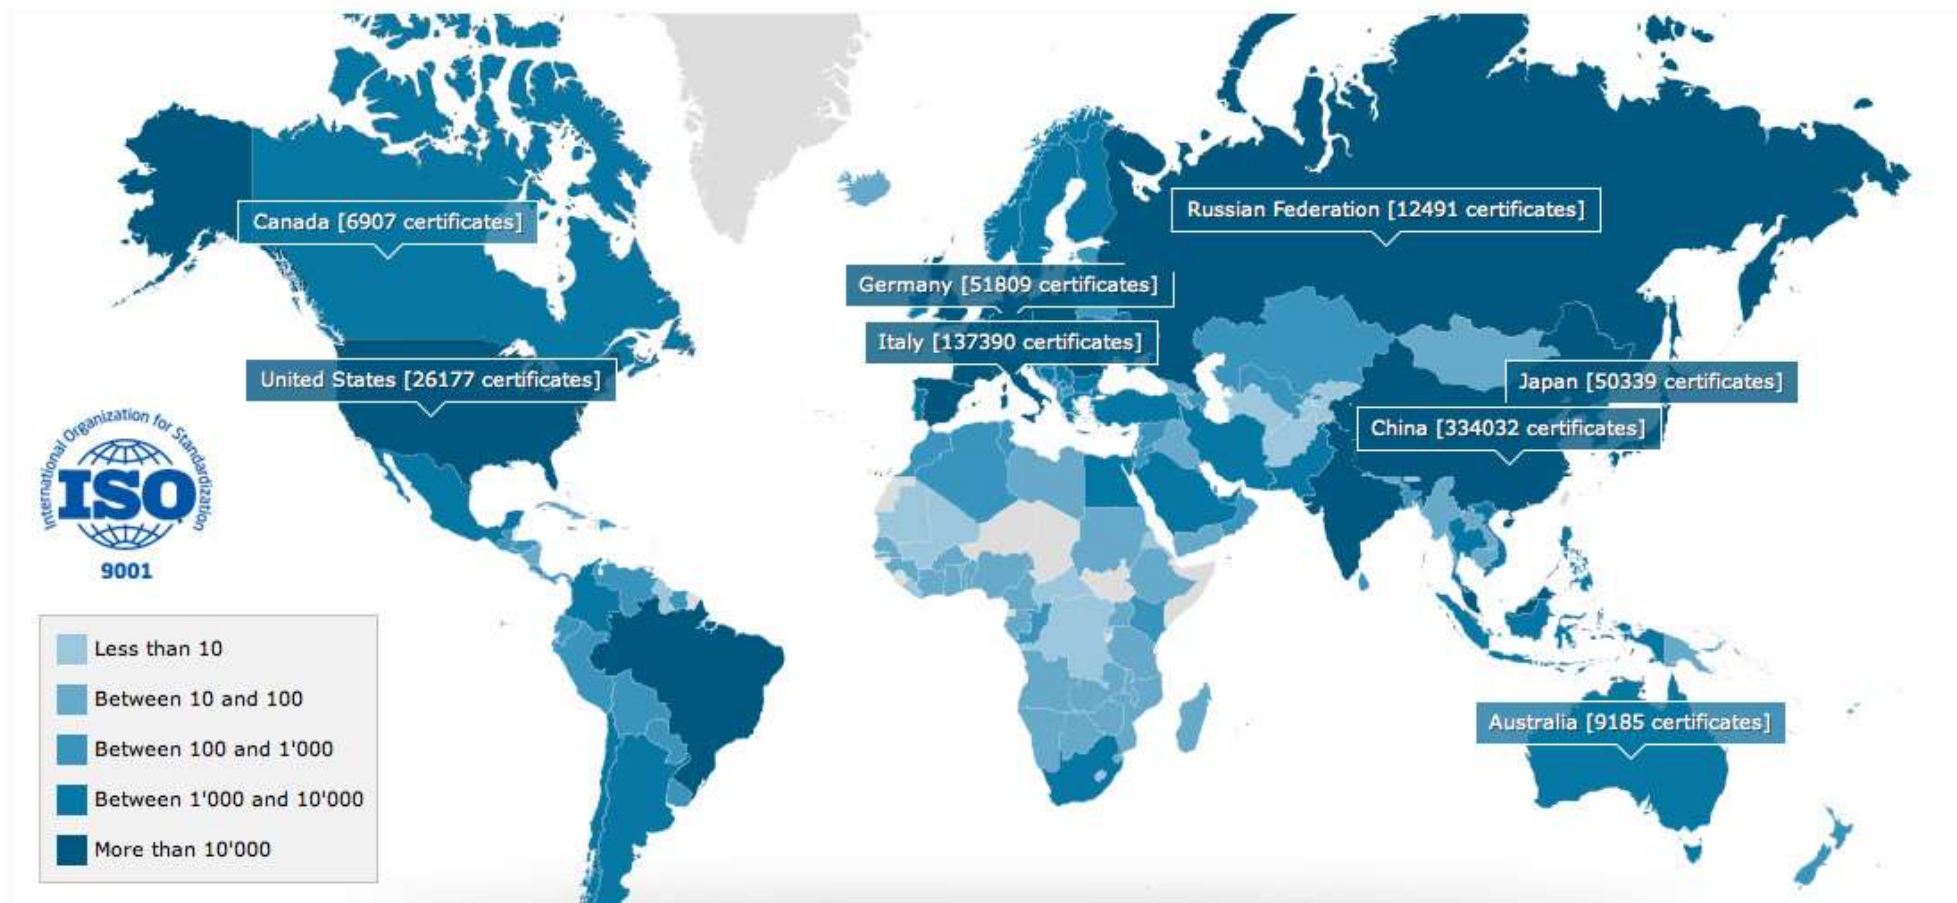 Canada [6907 certificates]
Russian Federation [12491 certificates]
Germany [51809 certificates]
Italy [137390 certificates]
United States [26177 certificates]
Japan [50339 certificates]
China [334032 certificates]
International Organization for Standardization
ISO
9001
Less than 10
Between 10 and 100
Between 100 and 1'000
Between 1'000 and 10'000
More than 10'000
Australia [9185 certificates]